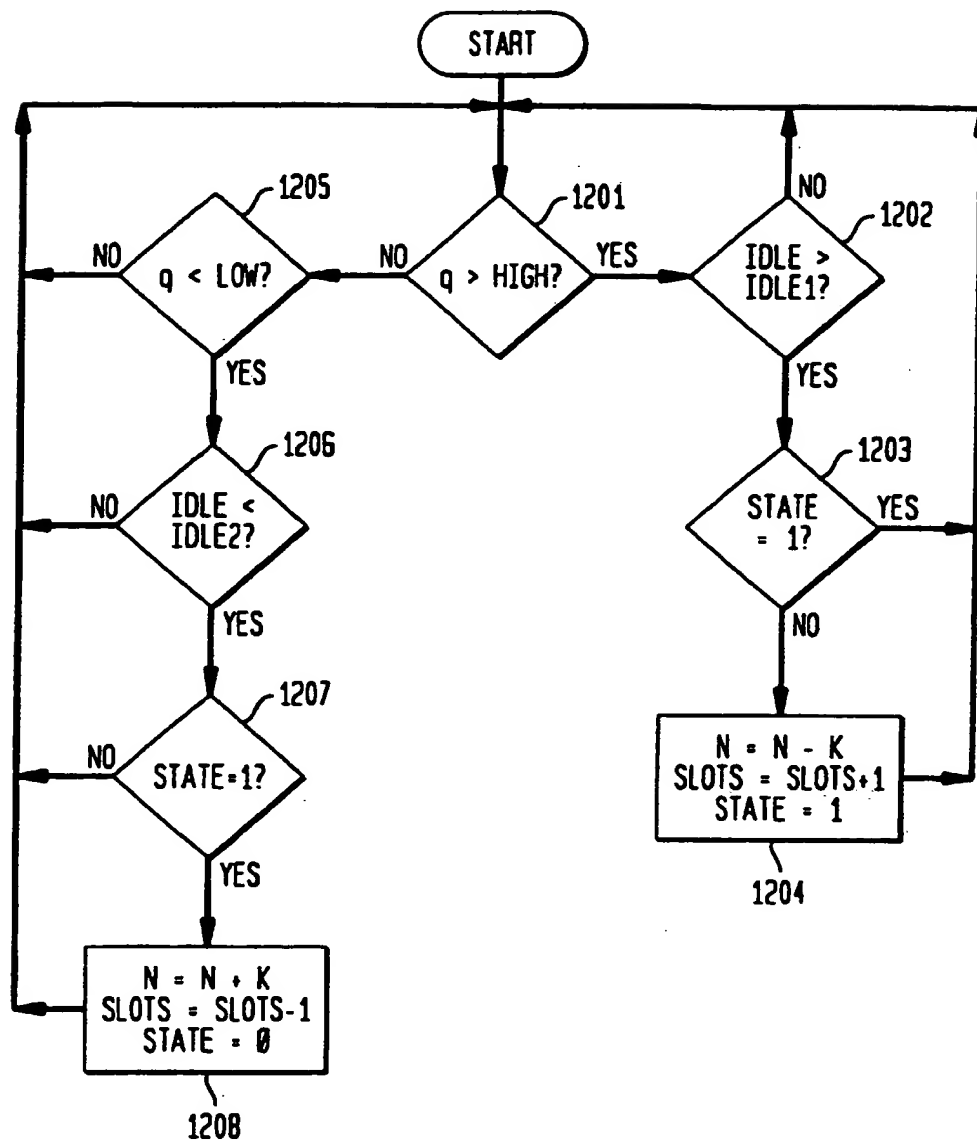 START
1205
1201
1202
NO
q < LOW?
NO
q > HIGH?
YES
NO
IDLE >
IDLE1?
YES
YES
1206
1203
NO
IDLE <
IDLE2?
STATE
= 1?
YES
YES
NO
1207
NO
STATE=1?
N = N - K
SLOTS = SLOTS+1
STATE = 1
YES
1204
N = N + K
SLOTS = SLOTS-1
STATE = 0
1208